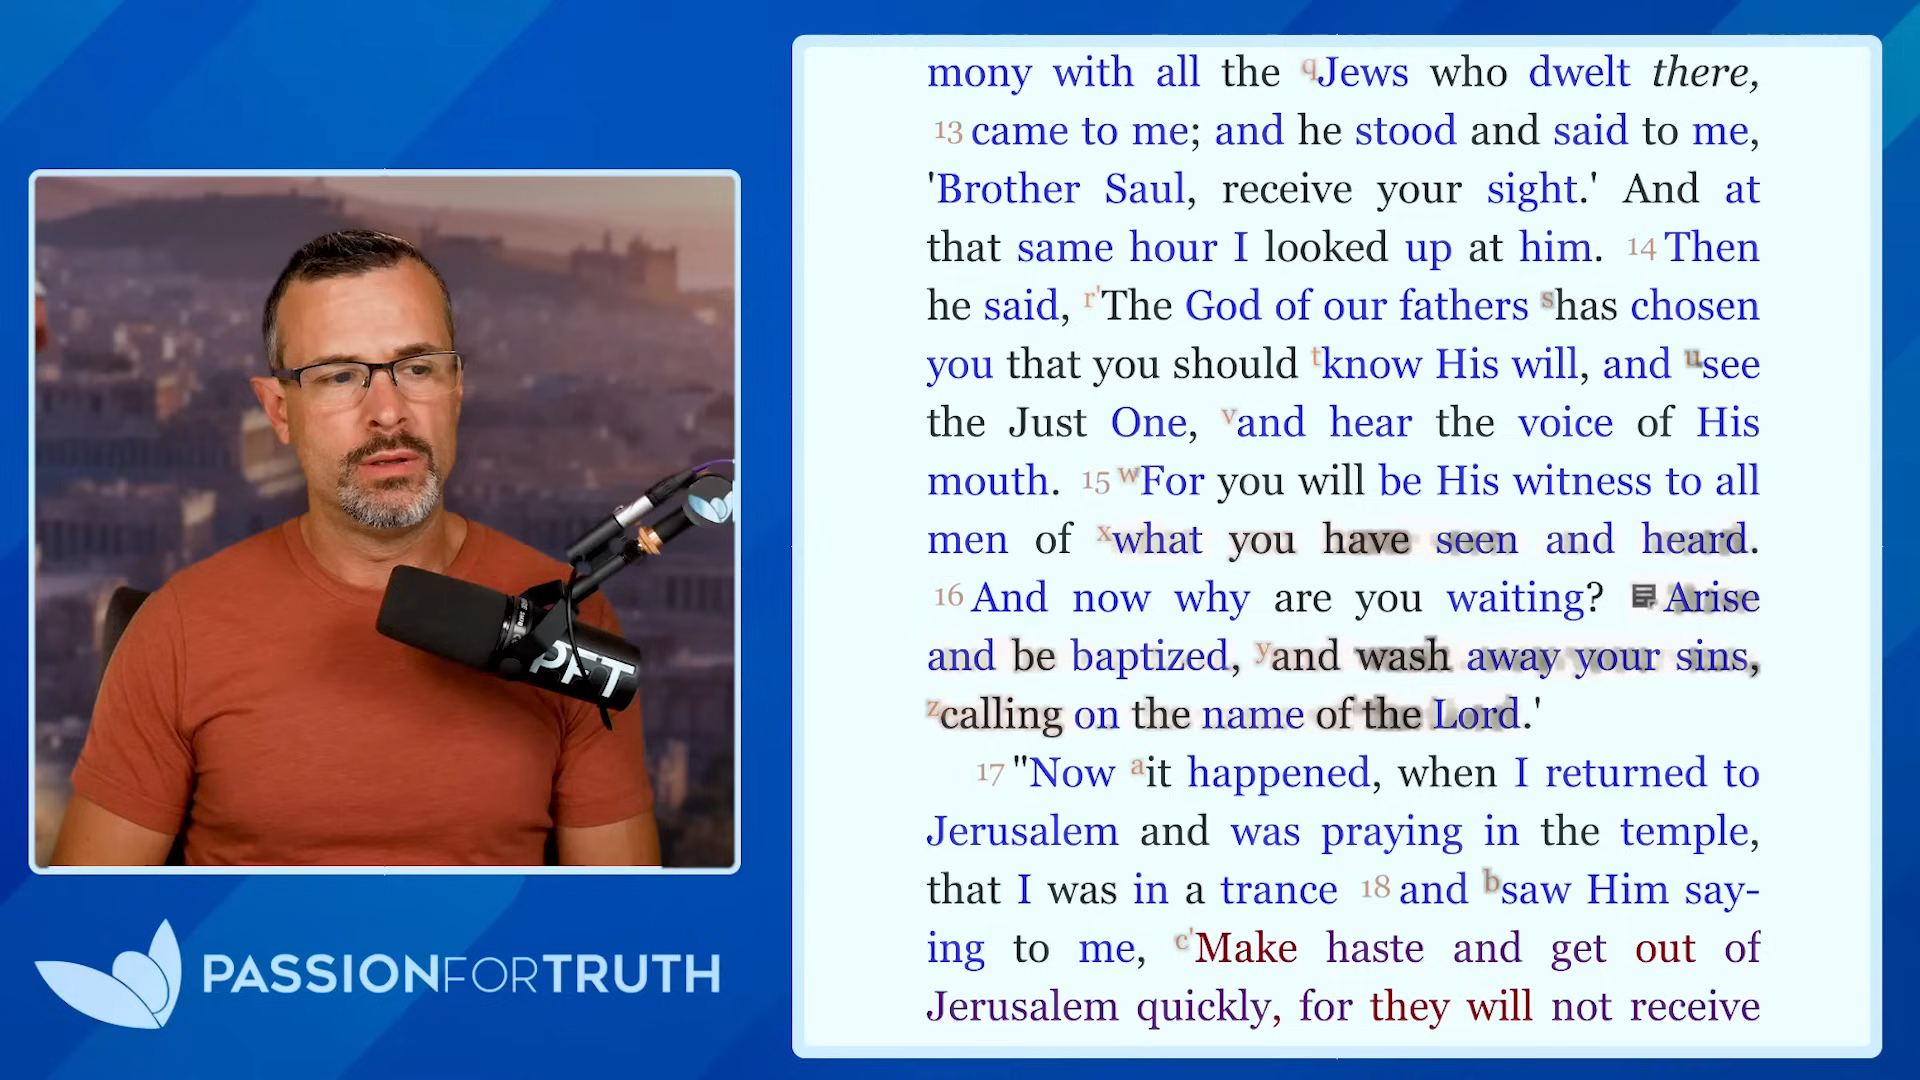 mony with all the qJews who dwelt there,
13 came to me; and he stood and said to me,
'Brother Saul, receive your sight.' And at
that same hour I looked up at him. 14 Then
he said, r'The God of our fathers shas chosen
you that you should tknow His will, and usee
the Just One, vand hear the voice of His
mouth. 15 wFor you will be His witness to all
men of xwhat you have seen and heard.
16 And now why are you waiting? Arise
and be baptized, yand wash away your sins,
zcalling on the name of the Lord.'
17 "Now ait happened, when I returned to
Jerusalem and was praying in the temple,
that I was in a trance 18 and bsaw Him say-
ing to me, c'Make haste and get out of
Jerusalem quickly, for they will not receive
PFT
PASSIONFORTRUTH